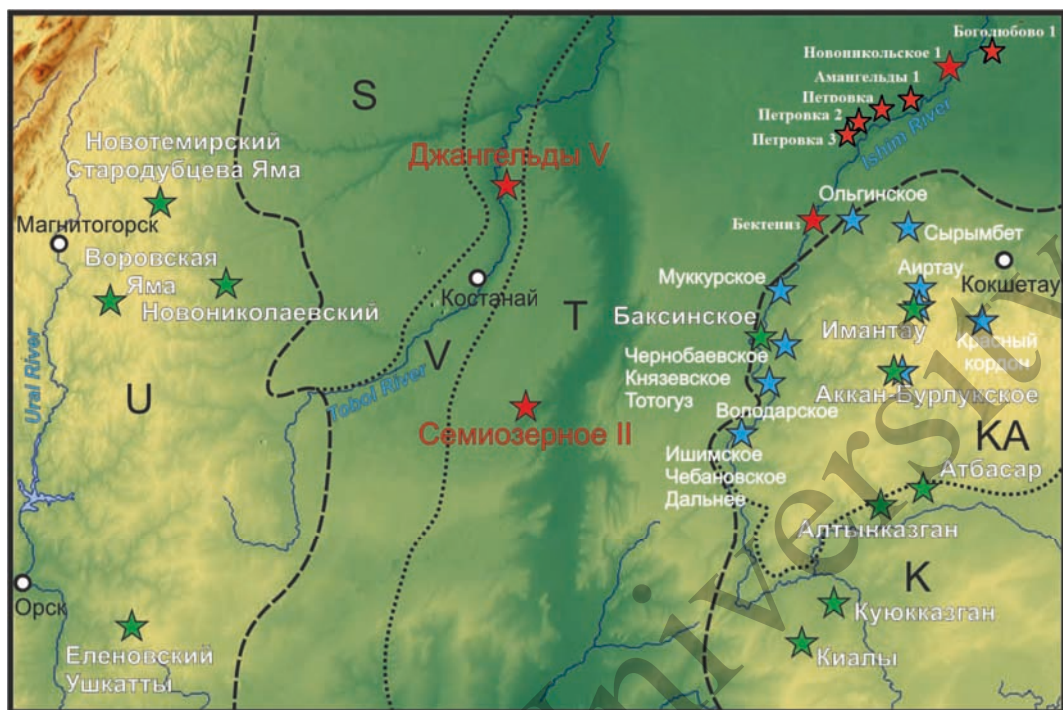 Боголюбово 1
Новоникольское 1
Амангельды 1
Петровка
Петровка 2
Петровка 3
Ishim River
S
Новотемирский
Стародубцева Яма
Джангельды V
Магнитогорск
Ольгинское
Бектениз
Сырымбет
Воровская
Яма
Новониколаевский
Костанай
Муккурское
Аиртау
Кокшетау
T
Баксинское
Имантау
Красный
кордон
Ural River
U
V
Tobol River
Чернобаевское
Князевское
Тотогуз
Аккан-Бурлукское
Семиозерное II
Володарское
KA
Ишимское
Чебановское
Дальнее
Атбасар
Алтынказган
K
Орск
Куюкказган
Еленовский
Ушкатты
Киалы
University